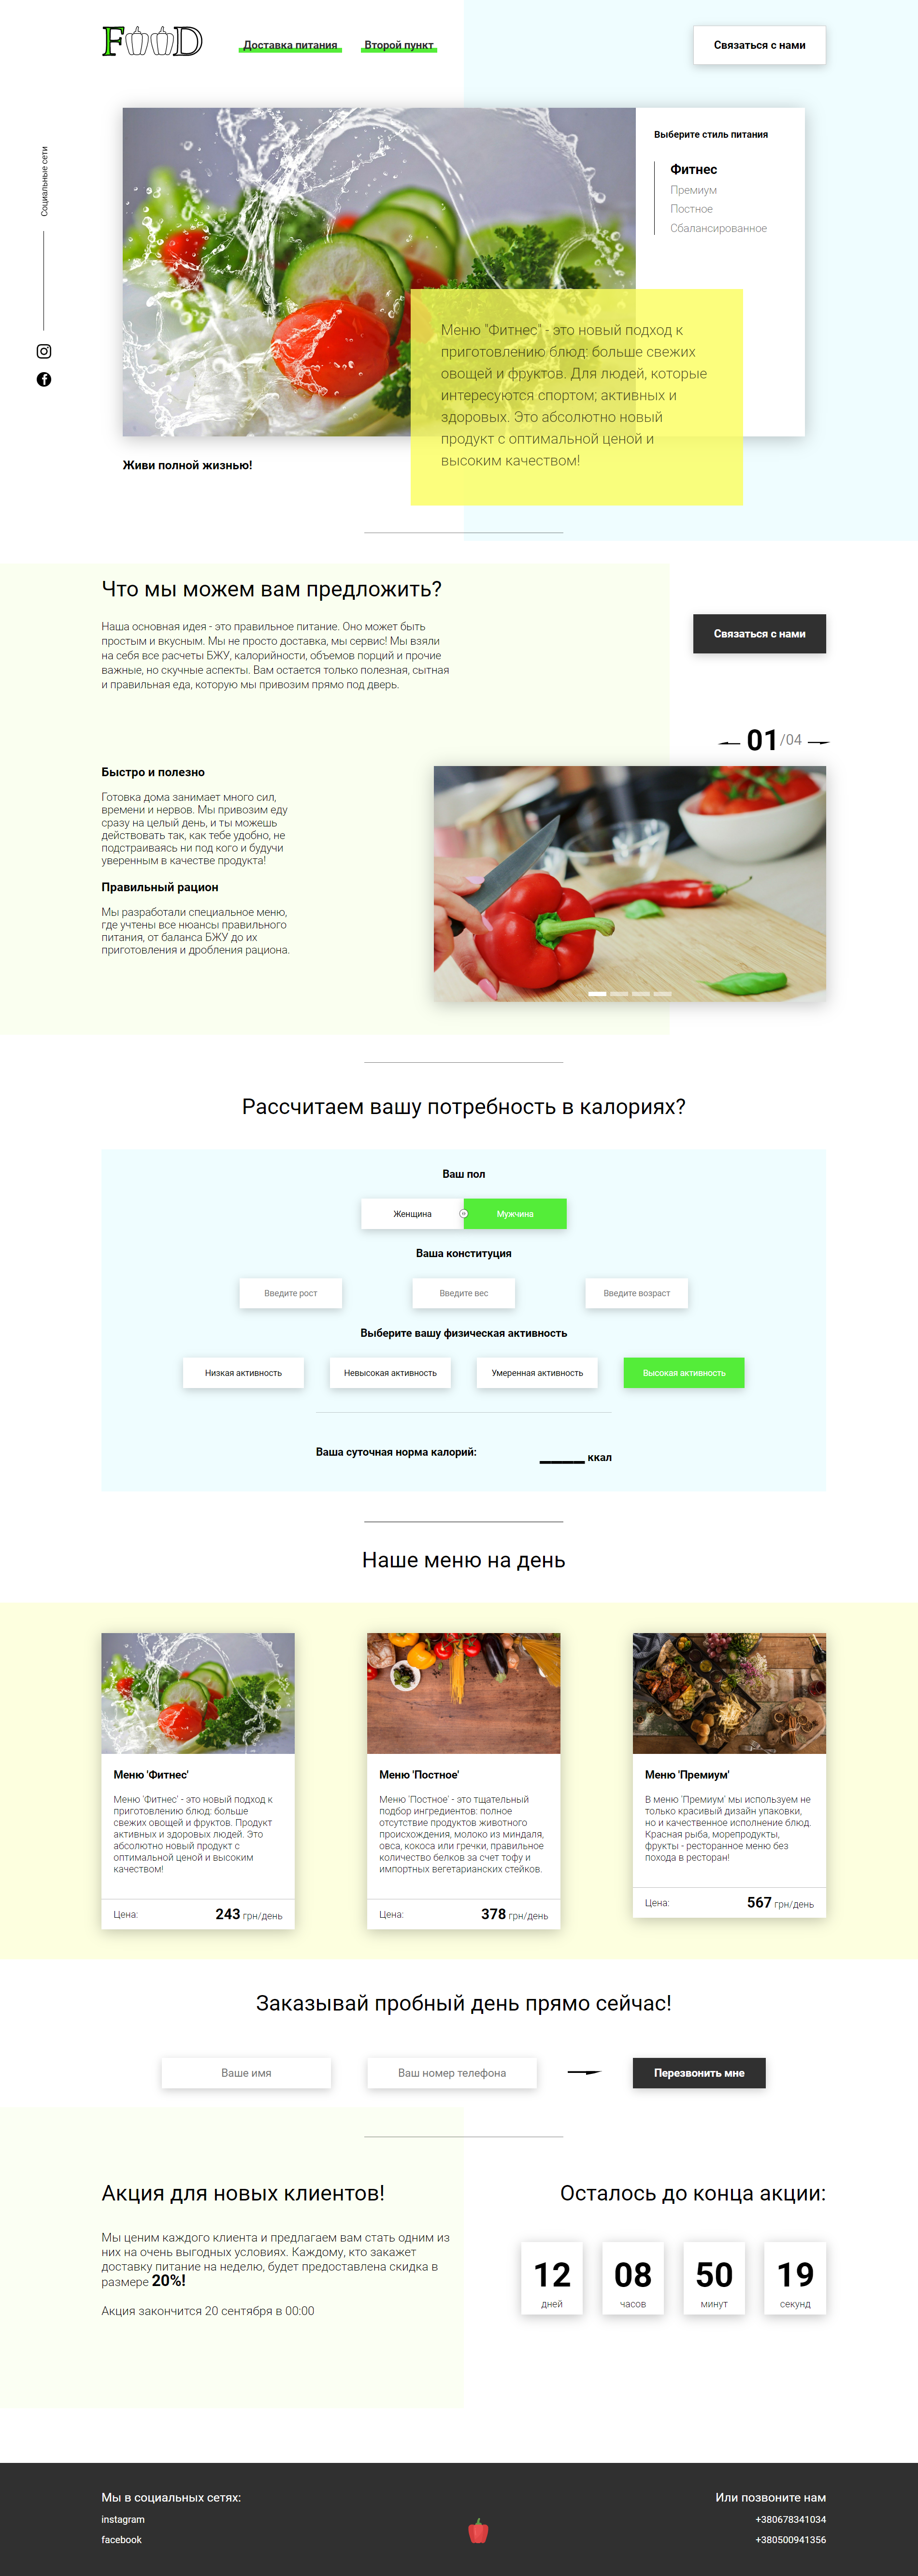 FOOD
Доставка питания
Второй пункт
Связаться с нами
Социальные сети
Выберите стиль питания
Фитнес
Премиум
Постное
Сбалансированное
Меню "Фитнес" - это новый подход к
приготовлению блюд: больше свежих
овощей и фруктов. Для людей, которые
интересуются спортом; активных и
здоровых. Это абсолютно новый
продукт с оптимальной ценой и
высоким качеством!
Живи полной жизнью!
Что мы можем вам предложить?
Наша основная идея - это правильное питание. Оно может быть
простым и вкусным. Мы не просто доставка, мы сервис! Мы взяли
на себя все расчеты БЖУ, калорийности, объемов порций и прочие
важные, но скучные аспекты. Вам остается только полезная, сытная
и правильная еда, которую мы привозим прямо под дверь.
Связаться с нами
01/04
Быстро и полезно
Готовка дома занимает много сил,
времени и нервов. Мы привозим еду
сразу на целый день, и ты можешь
действовать так, как тебе удобно, не
подстраиваясь ни под кого и будучи
уверенным в качестве продукта!
Правильный рацион
Мы разработали специальное меню,
где учтены все нюансы правильного
питания, от баланса БЖУ до их
приготовления и дробления рациона.
Рассчитаем вашу потребность в калориях?
Ваш пол
Женщина
Мужчина
Ваша конституция
Введите рост
Введите вес
Введите возраст
Выберите вашу физическая активность
Низкая активность
Невысокая активность
Умеренная активность
Высокая активность
Ваша суточная норма калорий:
____ ккал
Наше меню на день
Меню 'Фитнес'
Меню 'Фитнес' - это новый подход к
приготовлению блюд: больше
свежих овощей и фруктов. Продукт
активных и здоровых людей. Это
абсолютно новый продукт с
оптимальной ценой и высоким
качеством!
Цена:
243 грн/день
Меню 'Постное'
Меню 'Постное' - это тщательный
подбор ингредиентов: полное
отсутствие продуктов животного
происхождения, молоко из миндаля,
овса, кокоса или гречки, правильное
количество белков за счет тофу и
импортных вегетарианских стейков.
Цена:
378 грн/день
Меню 'Премиум'
В меню 'Премиум' мы используем не
только красивый дизайн упаковки,
но и качественное исполнение блюд.
Красная рыба, морепродукты,
фрукты - ресторанное меню без
похода в ресторан!
Цена:
567 грн/день
Заказывай пробный день прямо сейчас!
Ваше имя
Ваш номер телефона
Перезвонить мне
Акция для новых клиентов!
Мы ценим каждого клиента и предлагаем вам стать одним из
них на очень выгодных условиях. Каждому, кто закажет
доставку питание на неделю, будет предоставлена скидка в
размере 20%!
Акция закончится 20 сентября в 00:00
Осталось до конца акции:
12
дней
08
часов
50
минут
19
секунд
Мы в социальных сетях:
instagram
facebook
Или позвоните нам
+380678341034
+380500941356